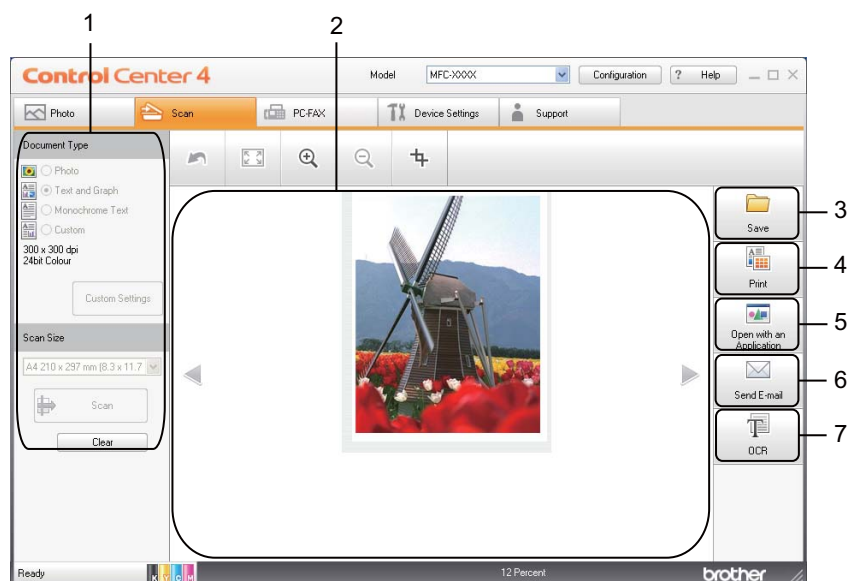 1
2
Control Center 4
Model
MFC-XXXX
Configuration
? Help
Photo
Scan
PC-FAX
Device Settings
Support
Document Type
Photo
Text and Graph
Monochrome Text
Custom
300 x 300 dpi
24bit Colour
Custom Settings
Scan Size
A4 210 x 297 mm (8.3 x 11.7
Scan
Clear
Save
3
Print
4
Open with an
Application
5
Send E-mail
6
OCR
7
Ready
K Y C M
12 Percent
brother